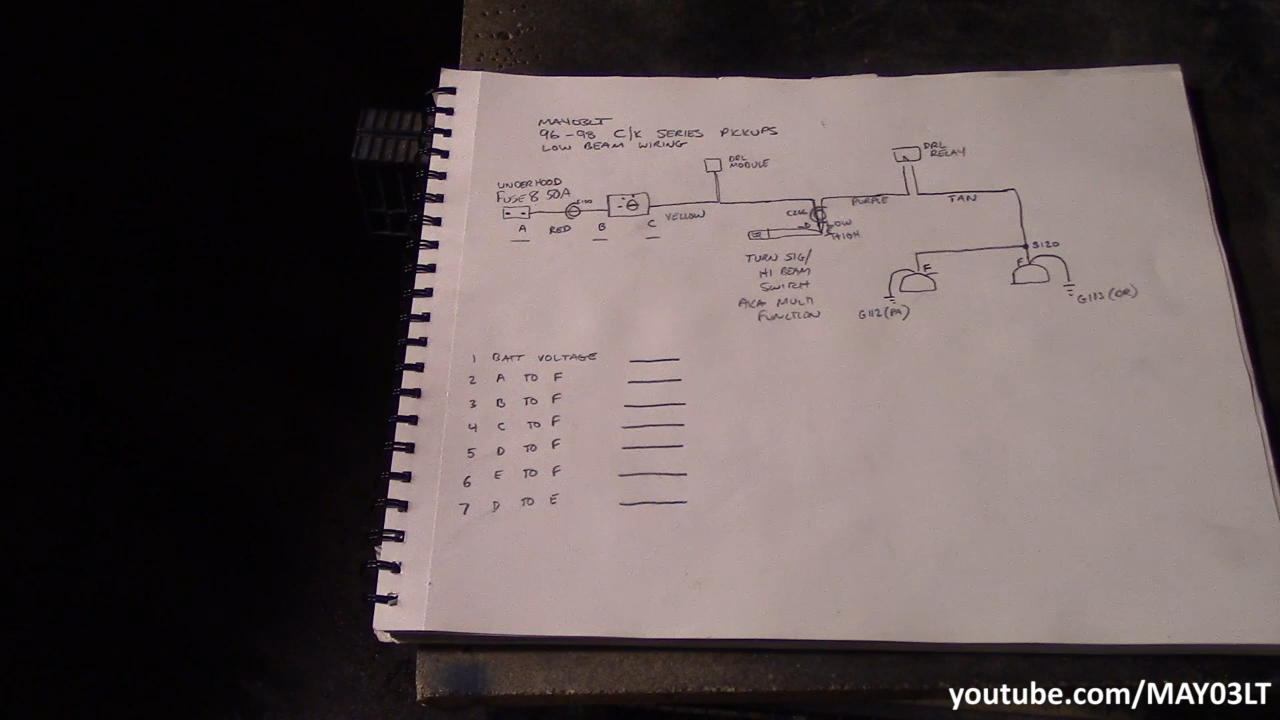 MAY03LT
96-98 C/K SERIES PICKUPS
LOW BEAM WIRING
DRL MODULE
DRL RELAY
UNDERHOOD
FUSE 8 50A
A
RED
B
C
YELLOW
PURPLE
TAN
D
LOW
HIGH
S120
F
F
G112(PA)
G113(DR)
TURN SIG/
HI BEAM
SWITCH
AKA MULTI
FUNCTION
1 BATT VOLTAGE
2 A TO F
3 B TO F
4 C TO F
5 D TO F
6 E TO F
7 D TO E
youtube.com/MAY03LT